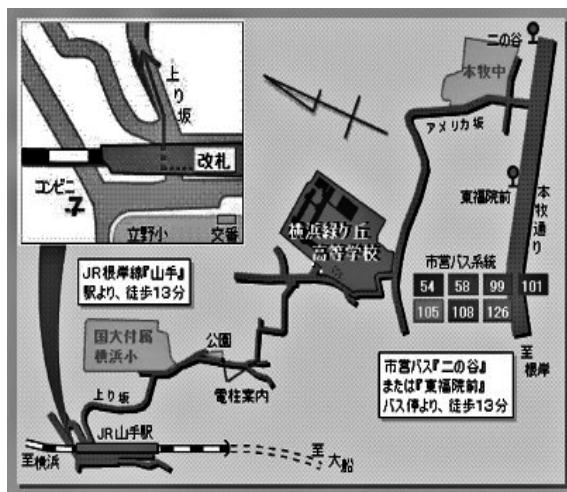 二の谷
本牧中
上り坂
アメリカ坂
改札
コンビニ
立野小
交番
東福院前
本牧通り
横浜緑ケ丘
高等学校
市営バス系統
54 58 99 101
105 108 126
JR根岸線『山手』
駅より、徒歩13分
国大付属
横浜小
公園
電柱案内
至根岸
市営バス『二の谷』
または『東福院前』
バス停より、徒歩13分
上り坂
JR山手駅
至横浜
至大船